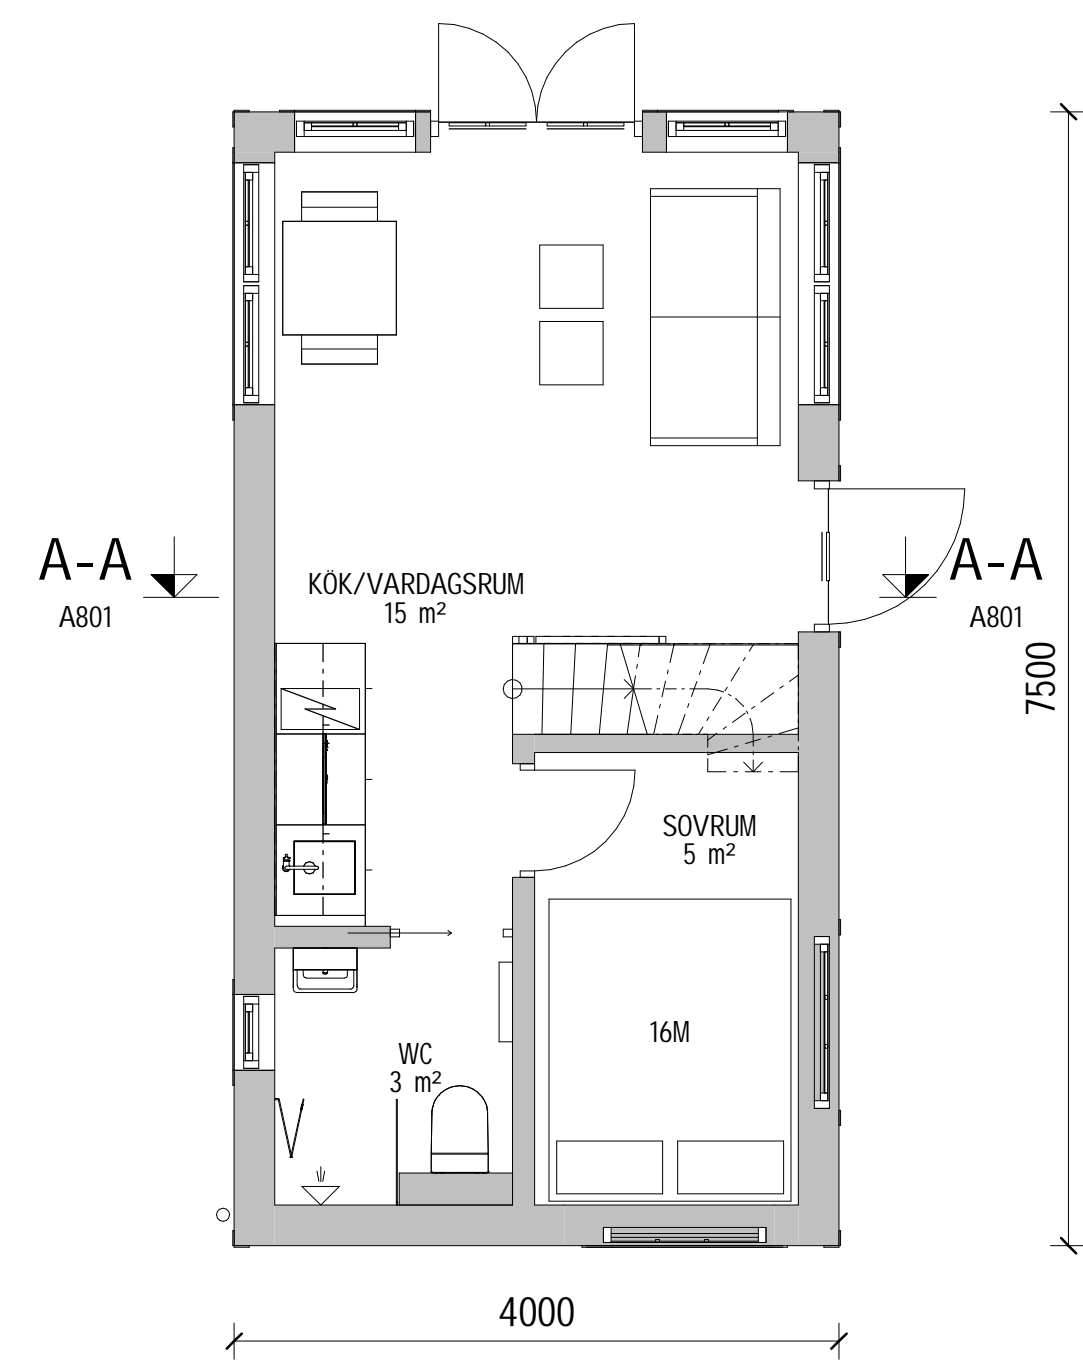 A-A
A801
A-A
A801
KÖK/VARDAGSRUM
15 m²
7500
SOVRUM
5 m²
16M
WC
3 m²
4000